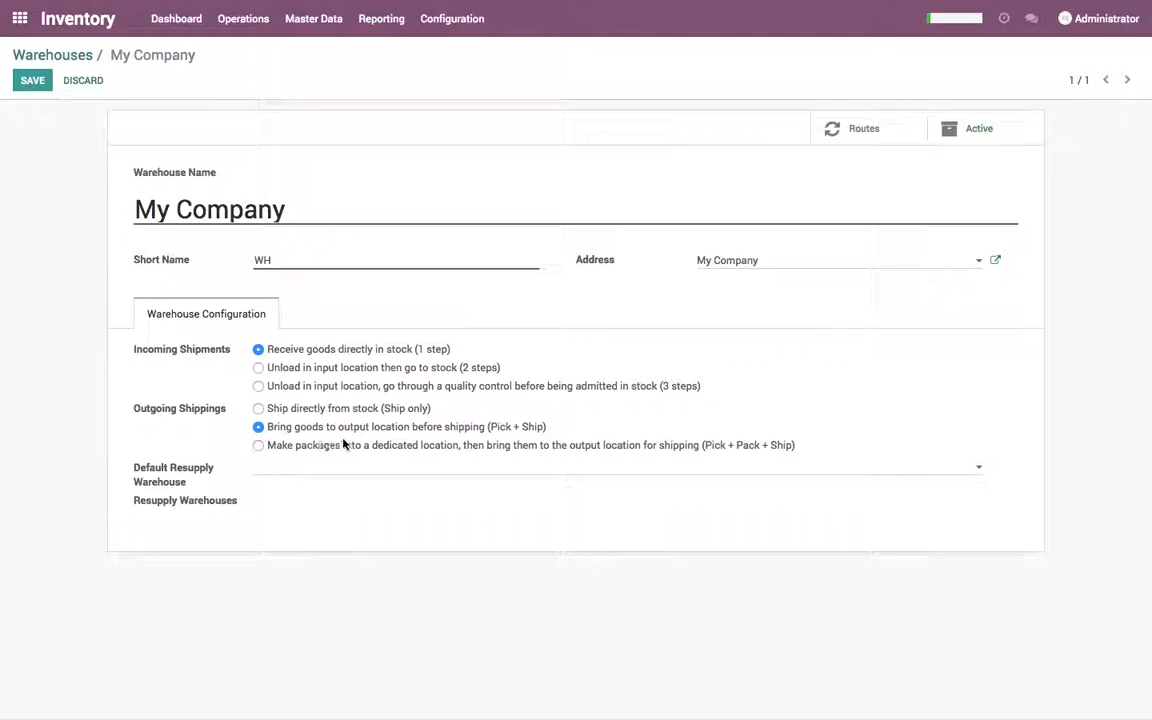 Inventory Dashboard Operations Master Data Reporting Configuration Administrator
Warehouses / My Company
SAVE DISCARD 1 / 1
Routes Active
Warehouse Name
My Company
Short Name WH Address My Company
Warehouse Configuration
Incoming Shipments Receive goods directly in stock (1 step)
Unload in input location then go to stock (2 steps)
Unload in input location, go through a quality control before being admitted in stock (3 steps)
Outgoing Shippings Ship directly from stock (Ship only)
Bring goods to output location before shipping (Pick + Ship)
Make packages into a dedicated location, then bring them to the output location for shipping (Pick + Pack + Ship)
Default Resupply
Warehouse
Resupply Warehouses